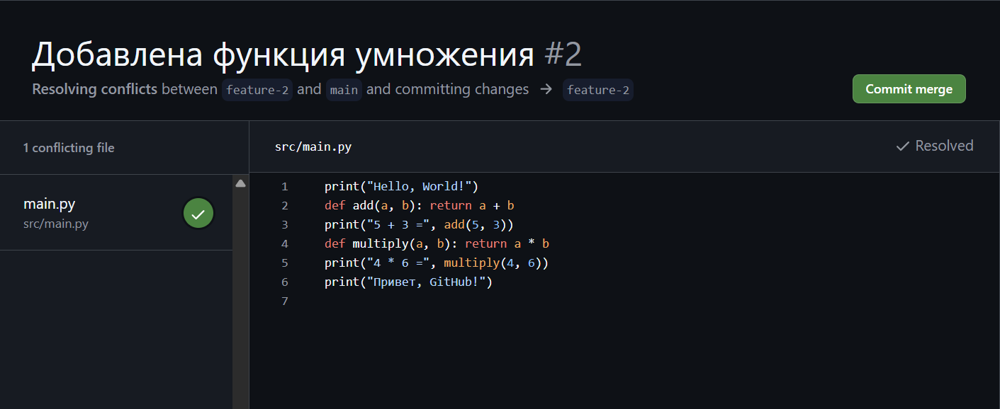 Добавлена функция умножения #2
Resolving conflicts between feature-2 and main and committing changes → feature-2
Commit merge
1 conflicting file
src/main.py
Resolved
main.py
src/main.py
1 print("Hello, World!")
2 def add(a, b): return a + b
3 print("5 + 3 =", add(5, 3))
4 def multiply(a, b): return a * b
5 print("4 * 6 =", multiply(4, 6))
6 print("Привет, GitHub!")
7